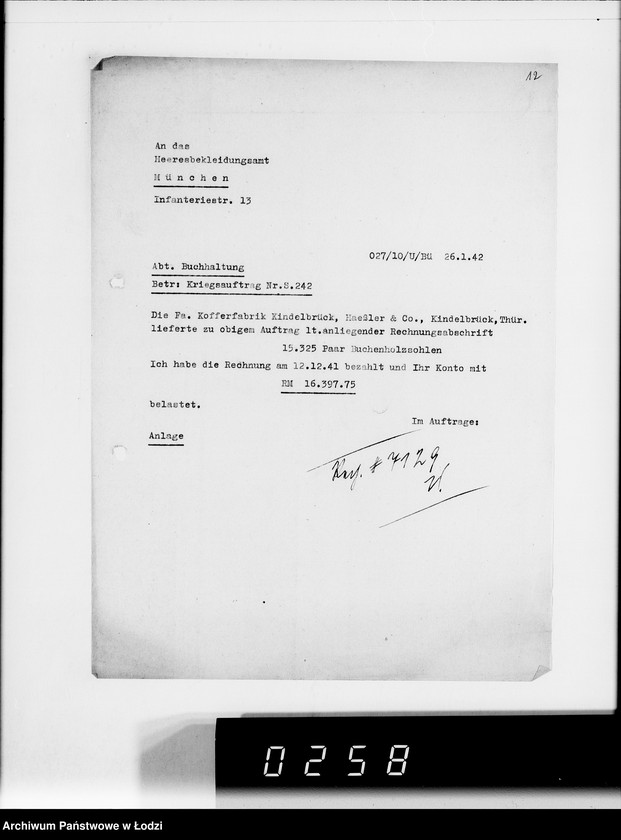 12
An das
Heeresbekleidungsamt
München
Infanteriestr. 13
027/10/U/Bü 26.1.42
Abt. Buchhaltung
Betr: Kriegsauftrag Nr.S.242
Die Fa. Kofferfabrik Kindelbrück, Haeßler & Co., Kindelbrück,Thür.
lieferte zu obigem Auftrag lt.anliegender Rechnungsabschrift
15.325 Paar Buchenholzsohlen
Ich habe die Rechnung am 12.12.41 bezahlt und Ihr Konto mit
RM 16.397.75
belastet.
Im Auftrage:
Anlage
# 7129
0258
Archiwum Państwowe w Łodzi